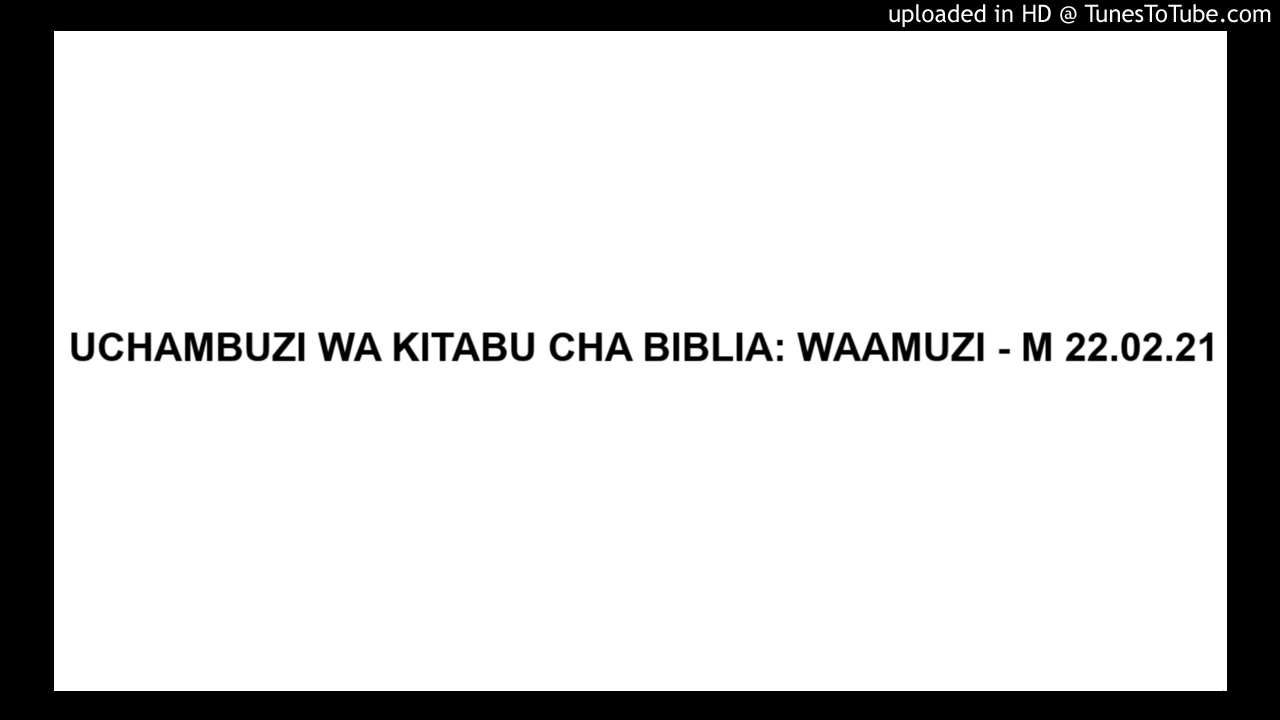 uploaded in HD @ TunesToTube.com
UCHAMBUZI WA KITABU CHA BIBLIA: WAAMUZI - M 22.02.21